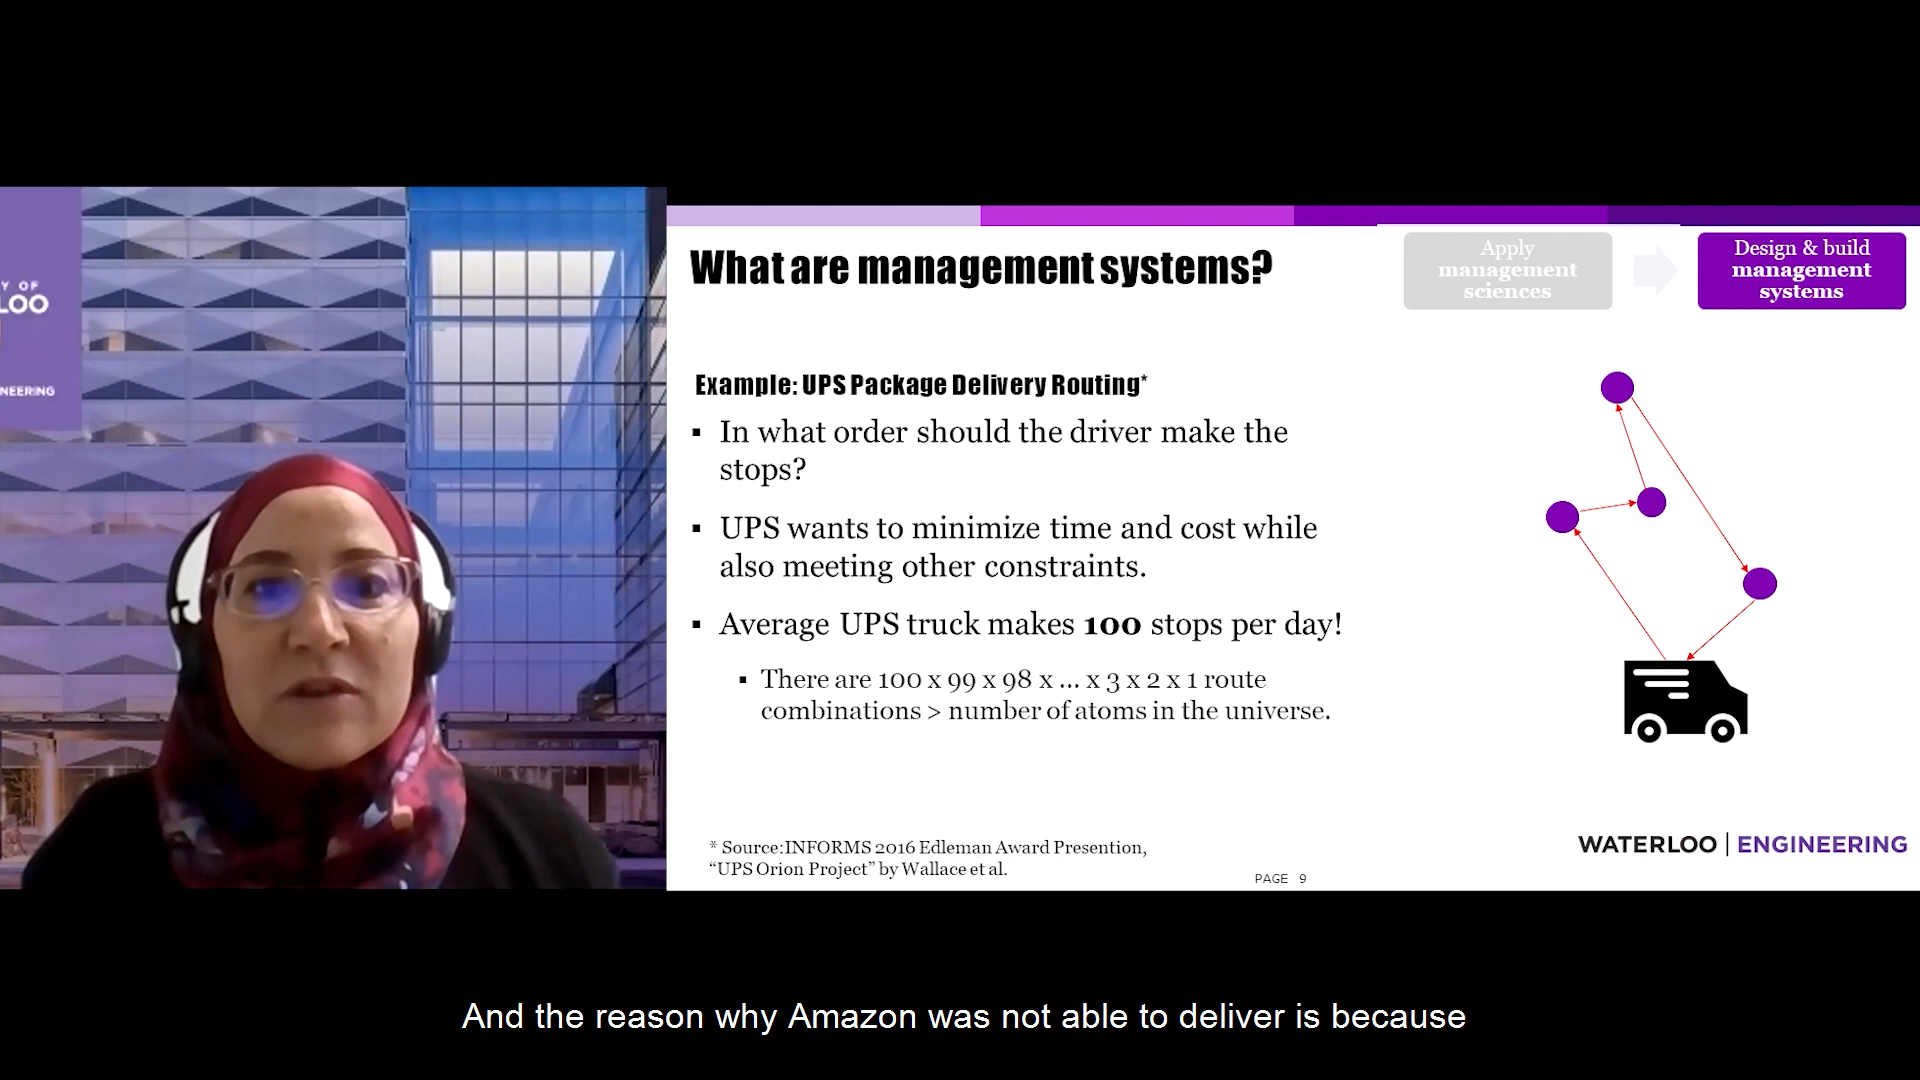 Y OF
LOO
NEERING
What are management systems?
Apply
management
sciences
Design & build
management
systems
Example: UPS Package Delivery Routing*
▪ In what order should the driver make the
stops?
▪ UPS wants to minimize time and cost while
also meeting other constraints.
▪ Average UPS truck makes 100 stops per day!
▪ There are 100 x 99 x 98 x ... x 3 x 2 x 1 route
combinations > number of atoms in the universe.
* Source:INFORMS 2016 Edleman Award Presention,
“UPS Orion Project” by Wallace et al.
PAGE 9
WATERLOO | ENGINEERING
And the reason why Amazon was not able to deliver is because